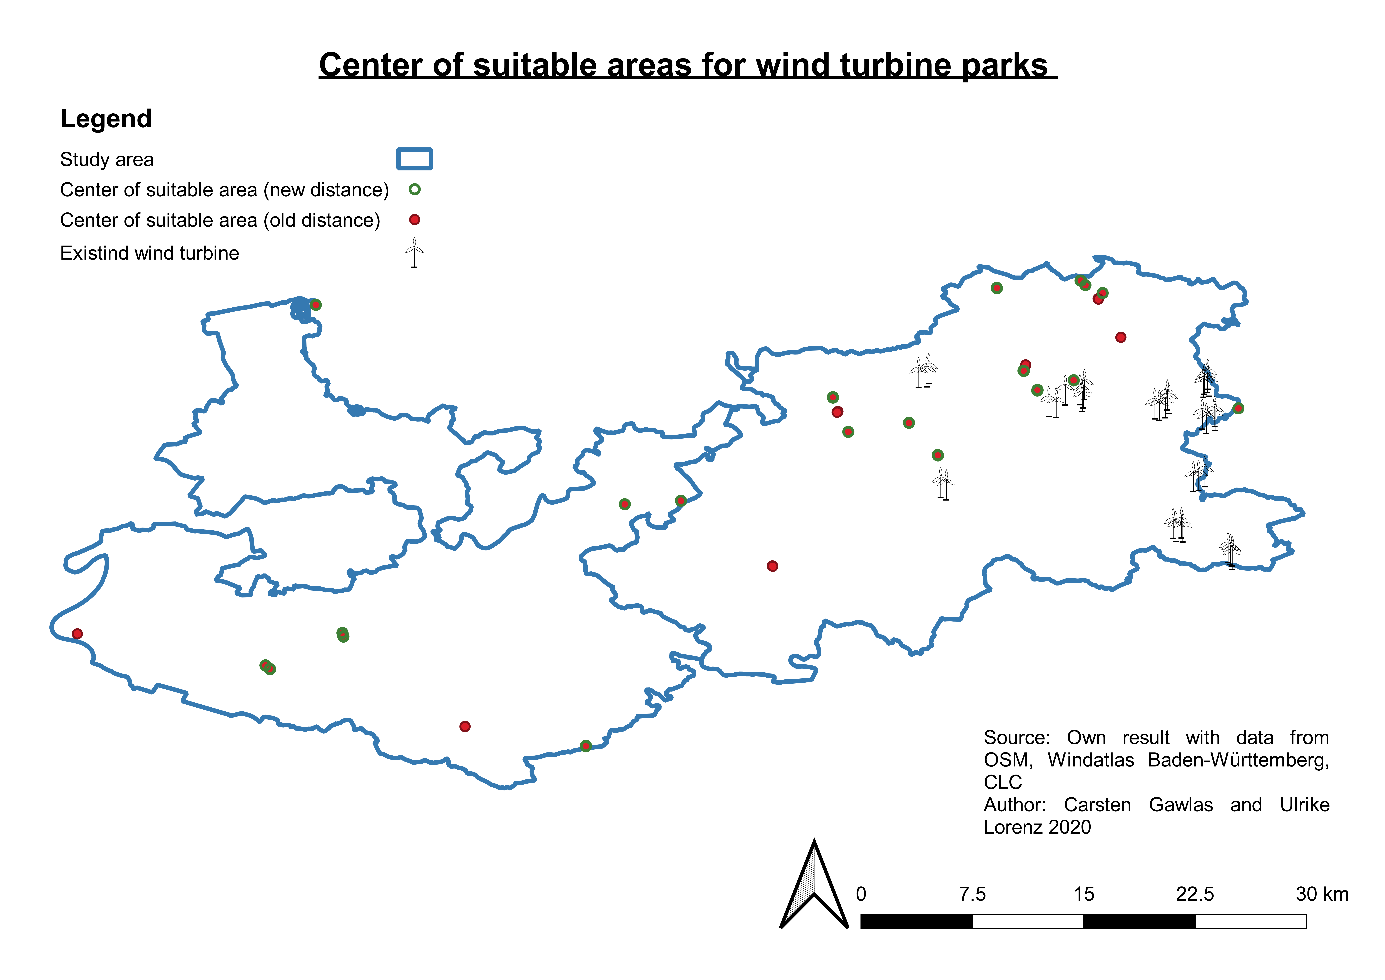 Center of suitable areas for wind turbine parks
Legend
Study area
Center of suitable area (new distance)
Center of suitable area (old distance)
Existind wind turbine
Source: Own result with data from
OSM, Windatlas Baden-Württemberg,
CLC
Author: Carsten Gawlas and Ulrike
Lorenz 2020
0 7.5 15 22.5 30 km